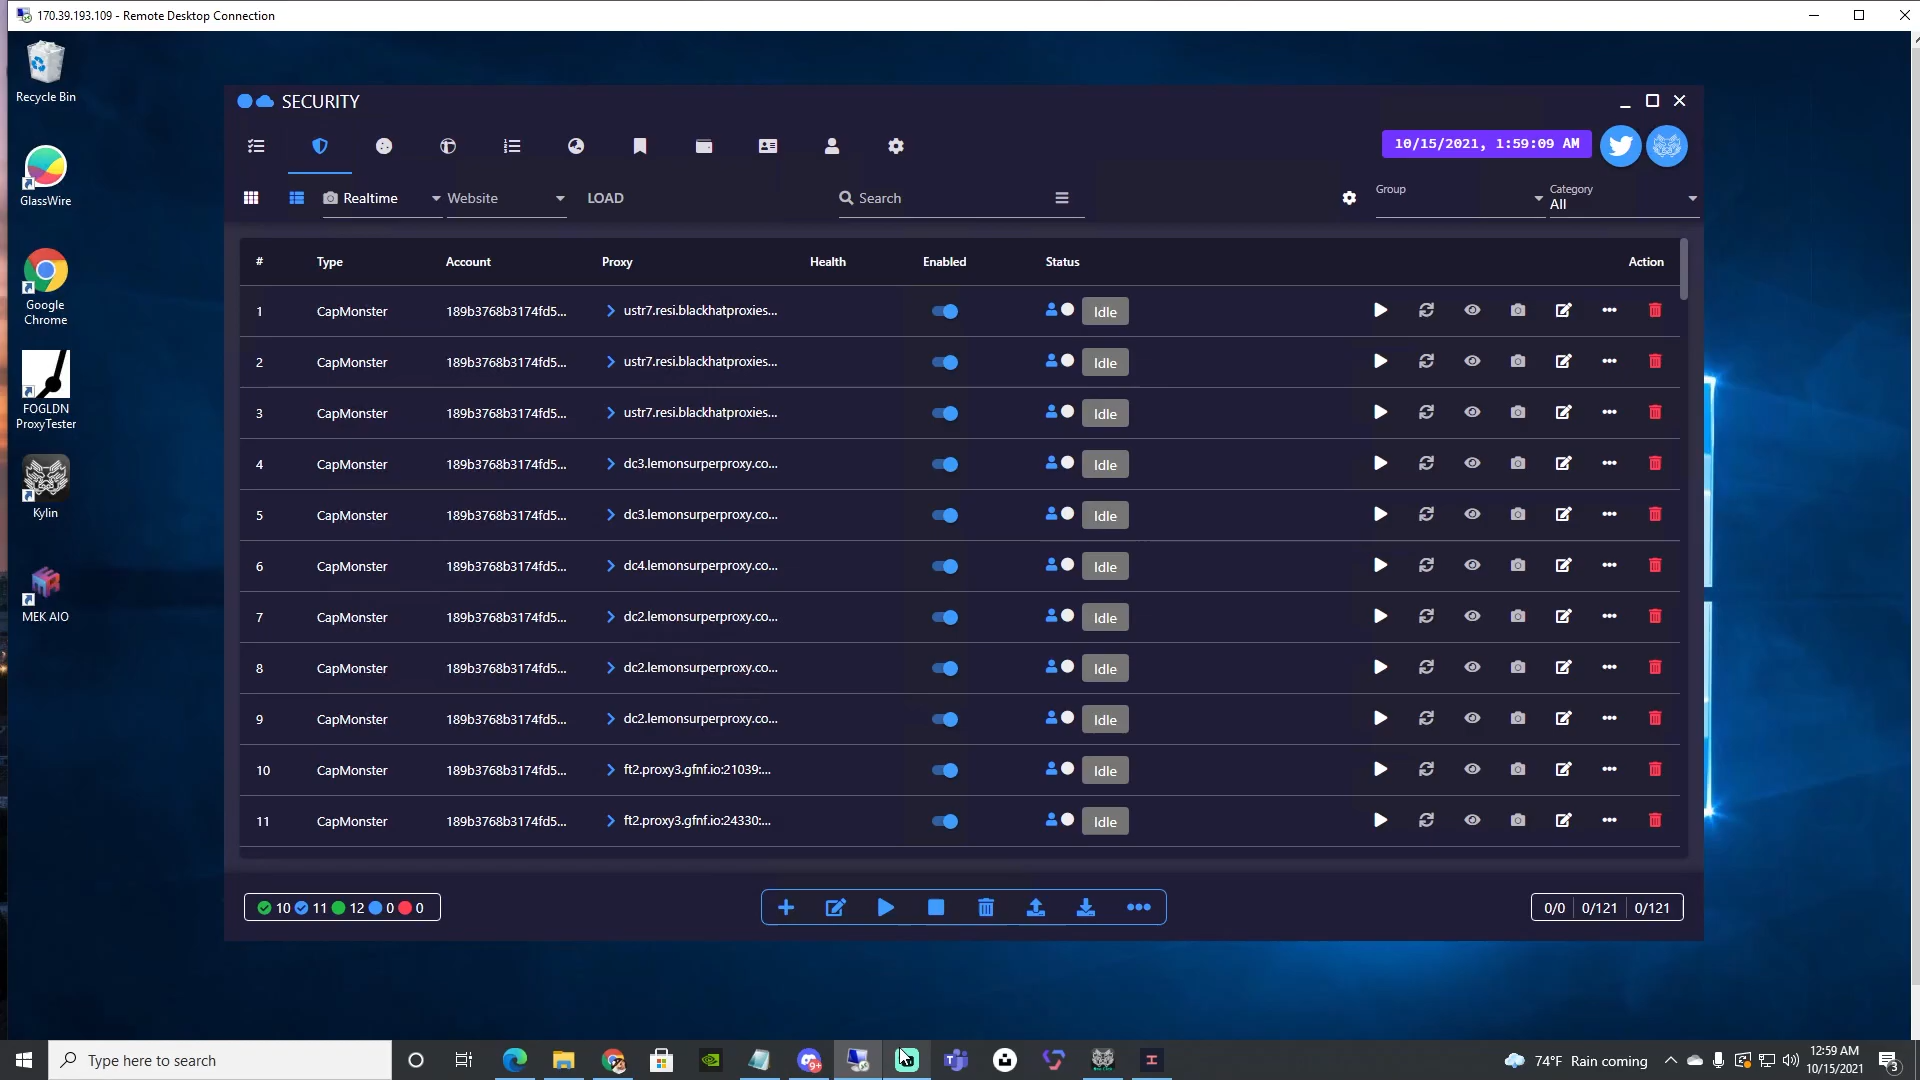 170.39.193.109 - Remote Desktop Connection
Recycle Bin
GlassWire
Google
Chrome
FOGLDN
ProxyTester
Kylin
MEK AIO
SECURITY
10/15/2021, 1:59:09 AM
Realtime
Website
LOAD
Search
Group
Category
All
# Type Account Proxy Health Enabled Status Action
1 CapMonster 189b3768b3174fd5... ustr7.resi.blackhatproxies... Idle
2 CapMonster 189b3768b3174fd5... ustr7.resi.blackhatproxies... Idle
3 CapMonster 189b3768b3174fd5... ustr7.resi.blackhatproxies... Idle
4 CapMonster 189b3768b3174fd5... dc3.lemonsurperproxy.co... Idle
5 CapMonster 189b3768b3174fd5... dc3.lemonsurperproxy.co... Idle
6 CapMonster 189b3768b3174fd5... dc4.lemonsurperproxy.co... Idle
7 CapMonster 189b3768b3174fd5... dc2.lemonsurperproxy.co... Idle
8 CapMonster 189b3768b3174fd5... dc2.lemonsurperproxy.co... Idle
9 CapMonster 189b3768b3174fd5... dc2.lemonsurperproxy.co... Idle
10 CapMonster 189b3768b3174fd5... ft2.proxy3.gfnf.io:21039:... Idle
11 CapMonster 189b3768b3174fd5... ft2.proxy3.gfnf.io:24330:... Idle
10 11 12 0 0
0/0 0/121 0/121
Type here to search
9+
74°F Rain coming
12:59 AM
10/15/2021
3